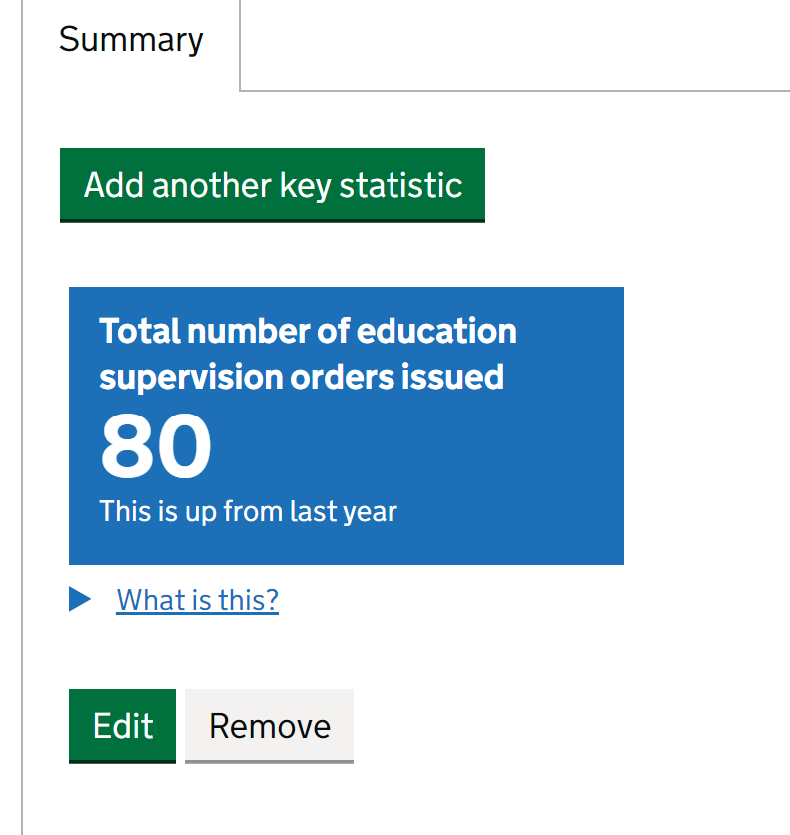 Summary
Add another key statistic
Total number of education
supervision orders issued
80
This is up from last year
What is this?
Edit
Remove